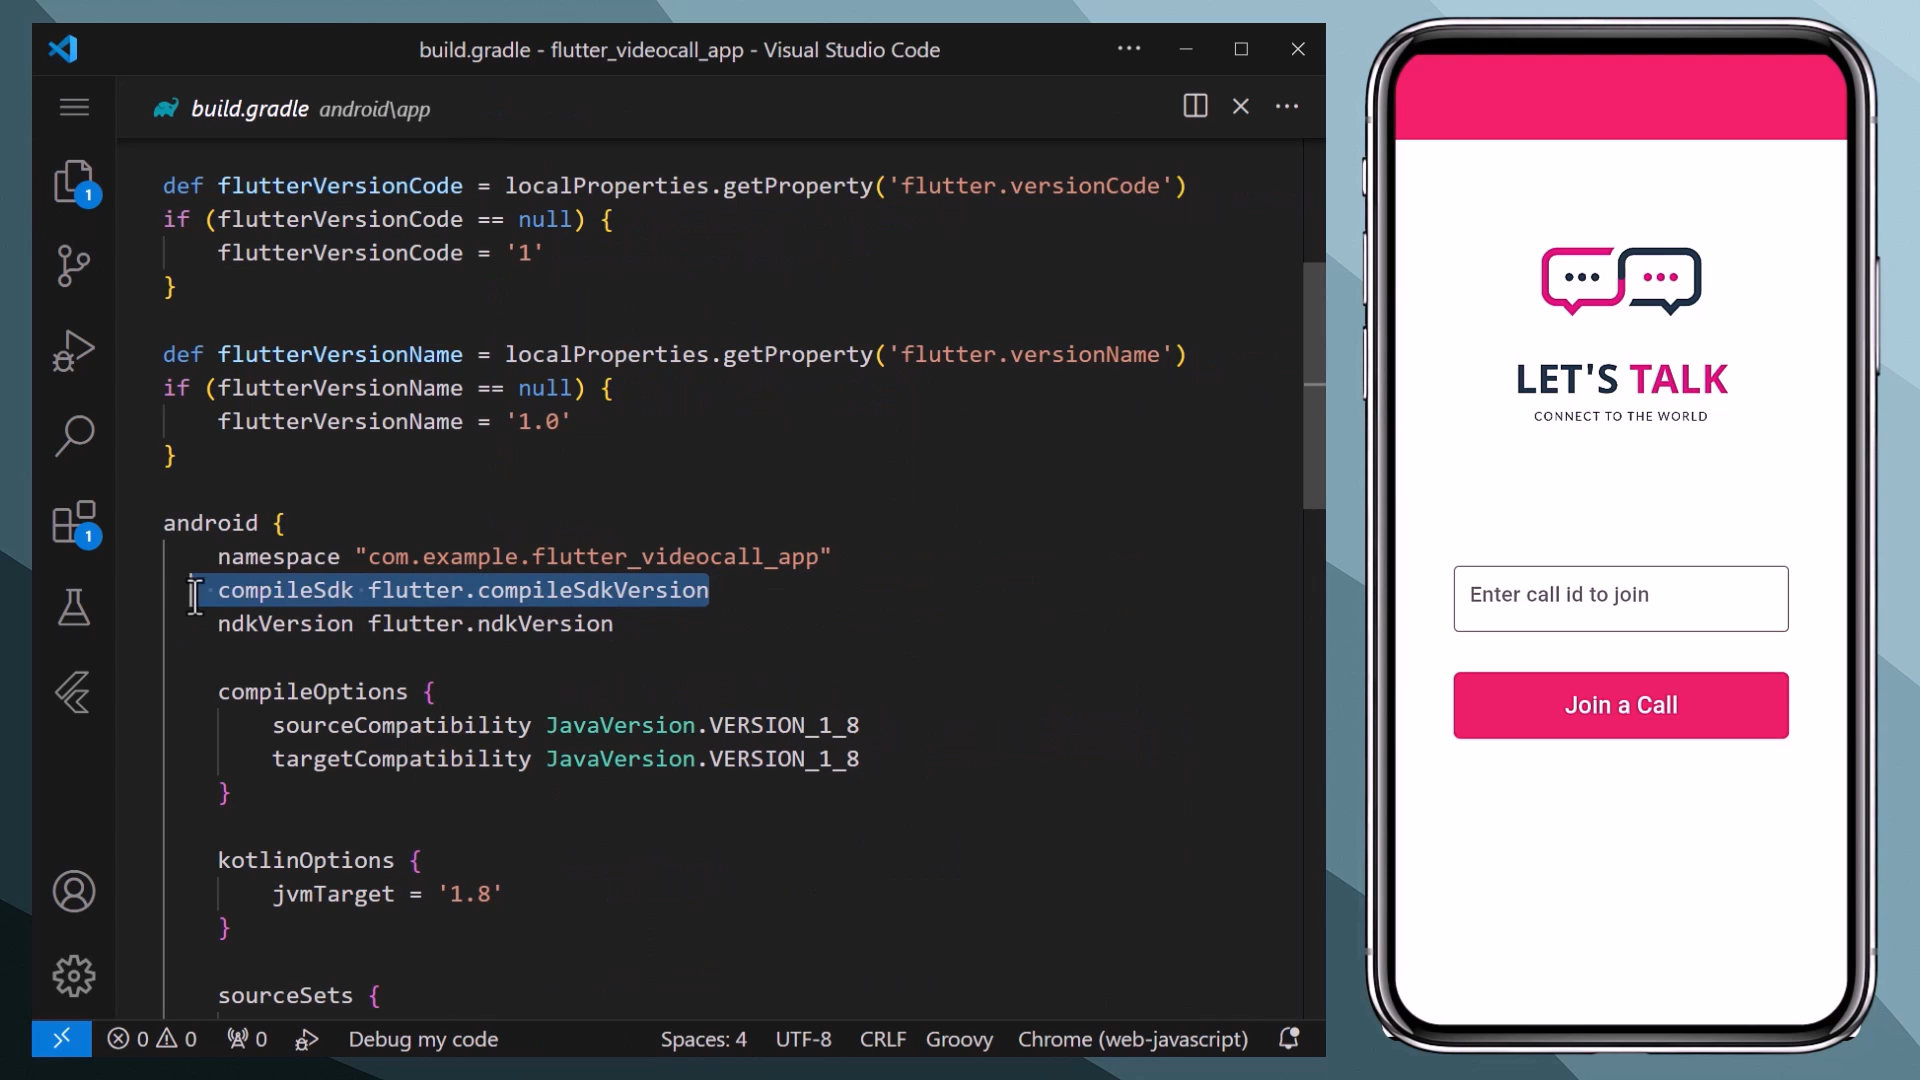 build.gradle - flutter_videocall_app - Visual Studio Code
build.gradle android\app
def flutterVersionCode = localProperties.getProperty('flutter.versionCode')
if (flutterVersionCode == null) {
flutterVersionCode = '1'
}
def flutterVersionName = localProperties.getProperty('flutter.versionName')
if (flutterVersionName == null) {
flutterVersionName = '1.0'
}
android {
namespace "com.example.flutter_videocall_app"
compileSdk flutter.compileSdkVersion
ndkVersion flutter.ndkVersion
compileOptions {
sourceCompatibility JavaVersion.VERSION_1_8
targetCompatibility JavaVersion.VERSION_1_8
}
kotlinOptions {
jvmTarget = '1.8'
}
sourceSets {
1
1
0 0 0 Debug my code Spaces: 4 UTF-8 CRLF Groovy Chrome (web-javascript)
LET'S TALK
CONNECT TO THE WORLD
Enter call id to join
Join a Call